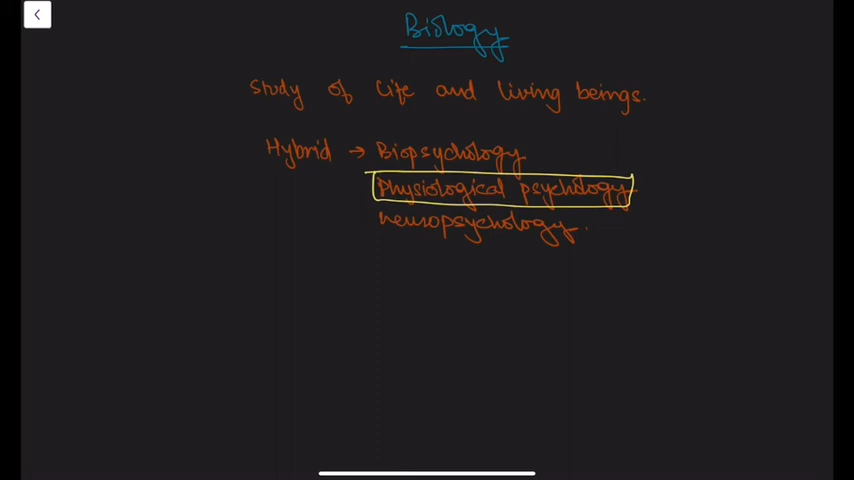 Biology
Study of life and living beings.
Hybrid → Biopsychology
Physiological psychology
neuropsychology.